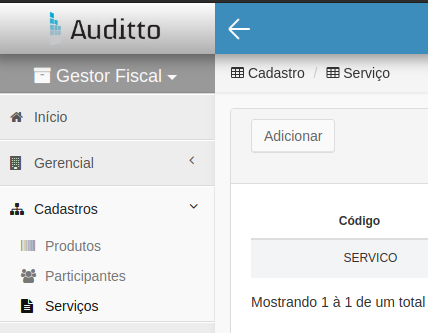 Auditto
Gestor Fiscal
Início
Gerencial
Cadastros
Produtos
Participantes
Serviços
Cadastro / Serviço
Adicionar
Código
SERVICO
Mostrando 1 à 1 de um total